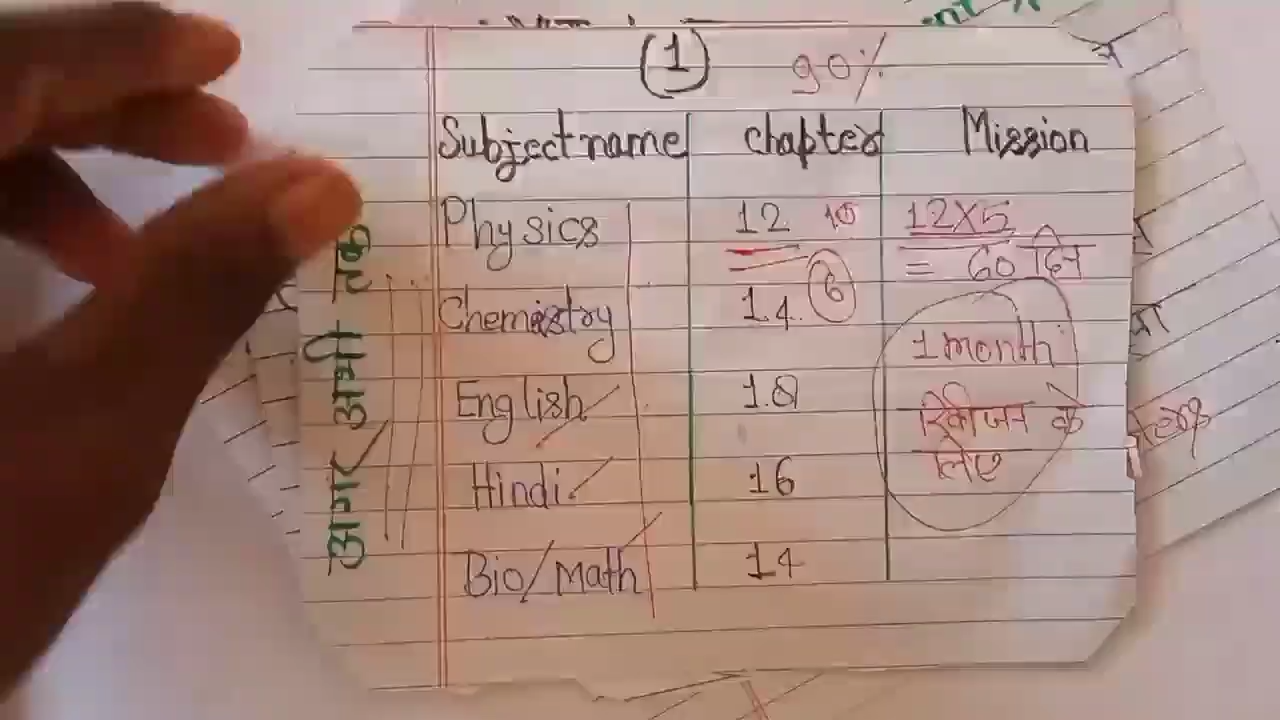 (1) 90%
Subject name chapter Mission
Physics 12 10 12X5
= 60 दिन
Chemistry 14 6
1 month
English 18
रिवीजन के
लिए
Hindi 16
Bio/Math 14
अगर अभी तक